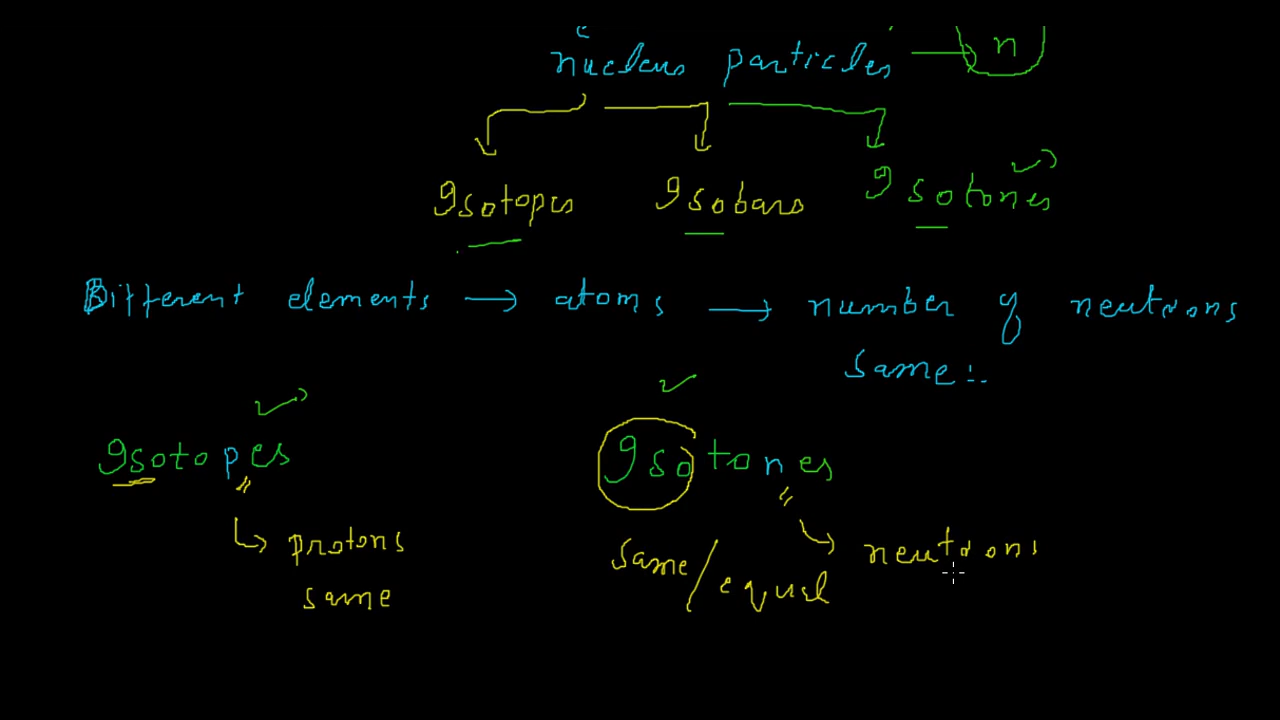 nucleus particles → n
Isotopes Isobars Isotones
Different elements → atoms → number of neutrons
same :-
Isotopes Isotones
protons neutrons
same same/equal